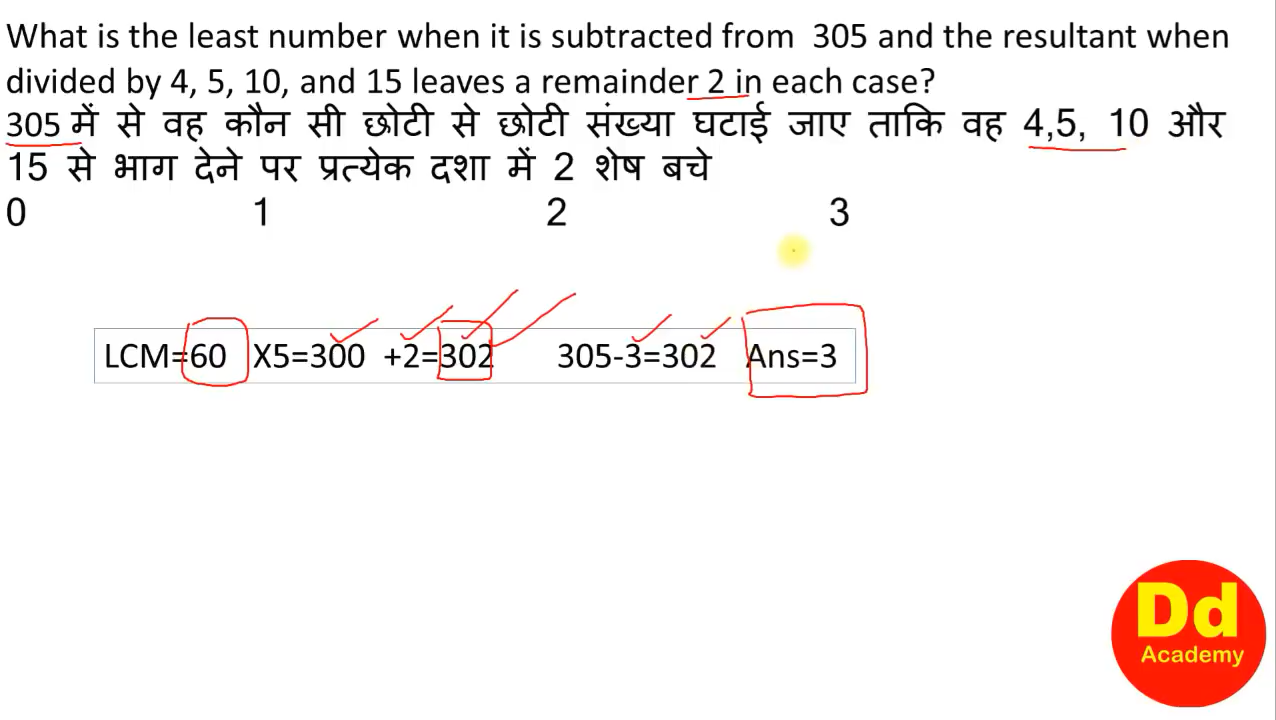 What is the least number when it is subtracted from 305 and the resultant when
divided by 4, 5, 10, and 15 leaves a remainder 2 in each case?
305 में से वह कौन सी छोटी से छोटी संख्या घटाई जाए ताकि वह 4,5, 10 और
15 से भाग देने पर प्रत्येक दशा में 2 शेष बचे
0 1 2 3
LCM=60 X5=300 +2=302 305-3=302 Ans=3
Dd
Academy